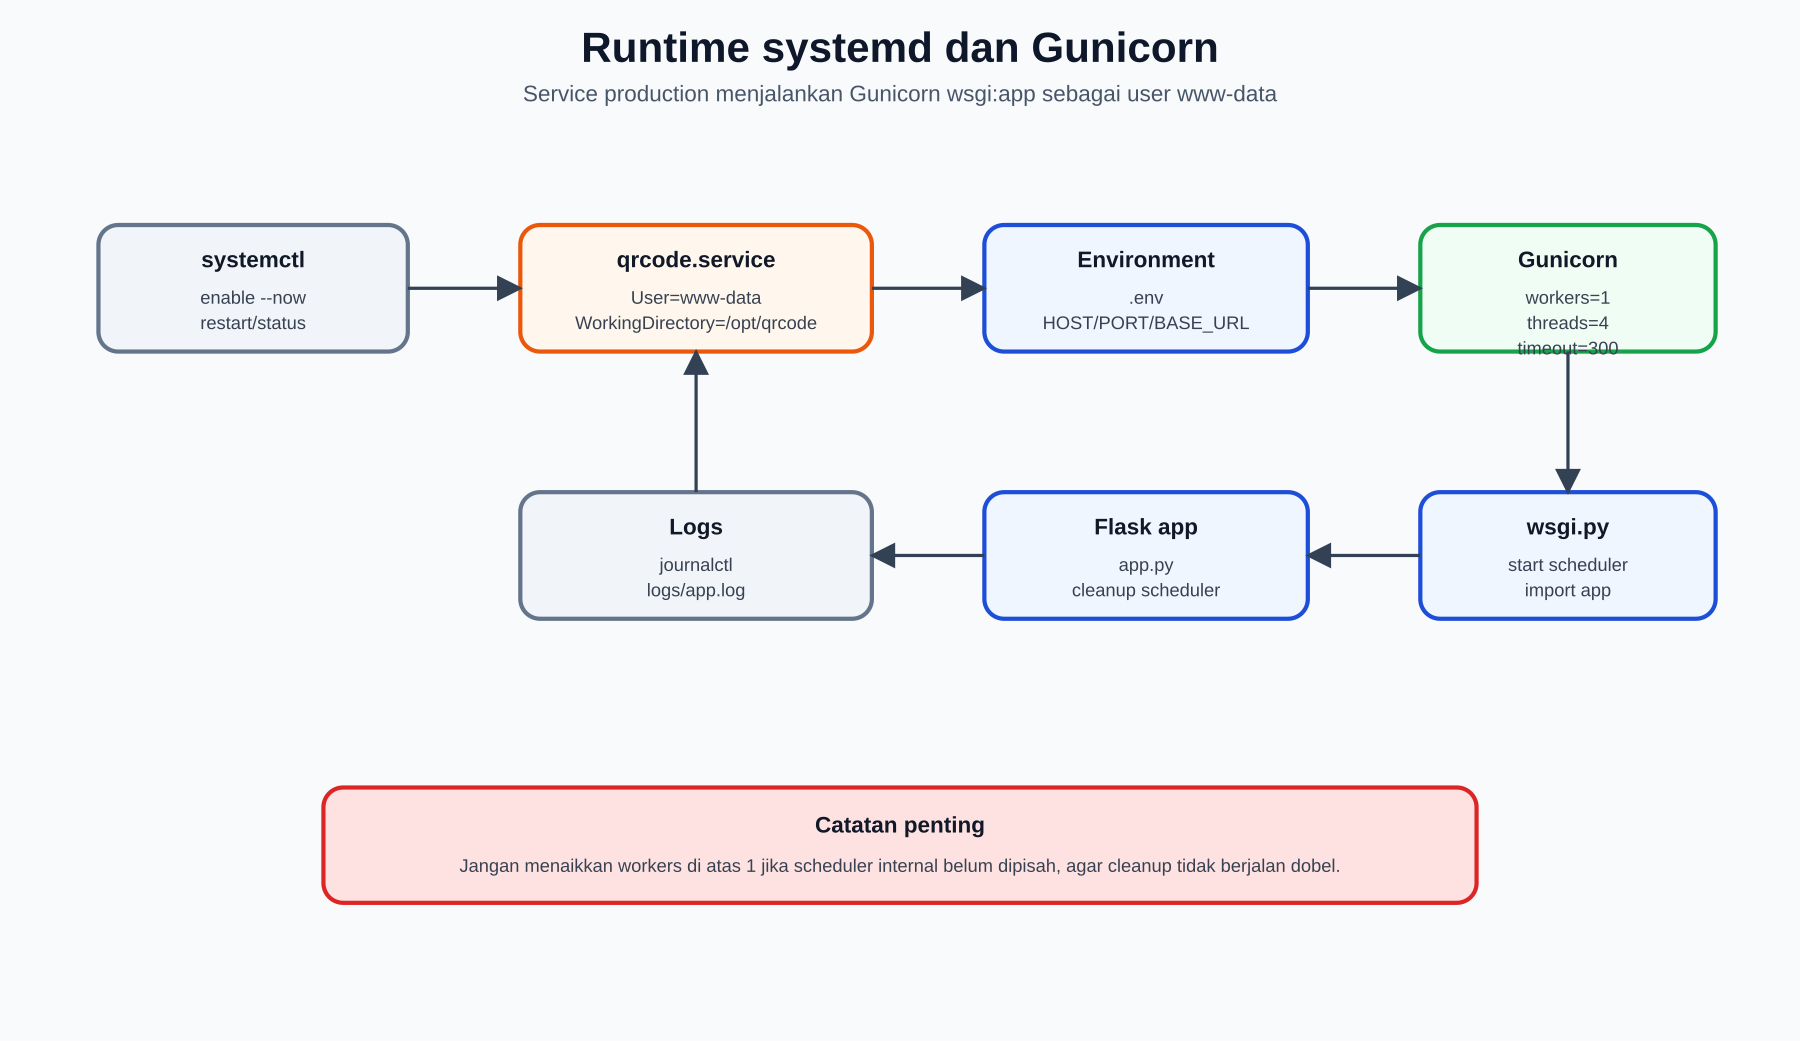 Runtime systemd dan Gunicorn
Service production menjalankan Gunicorn wsgi:app sebagai user www-data
systemctl
enable --now
restart/status
qrcode.service
User=www-data
WorkingDirectory=/opt/qrcode
Environment
.env
HOST/PORT/BASE_URL
Gunicorn
workers=1
threads=4
timeout=300
Logs
journalctl
logs/app.log
Flask app
app.py
cleanup scheduler
wsgi.py
start scheduler
import app
Catatan penting
Jangan menaikkan workers di atas 1 jika scheduler internal belum dipisah, agar cleanup tidak berjalan dobel.